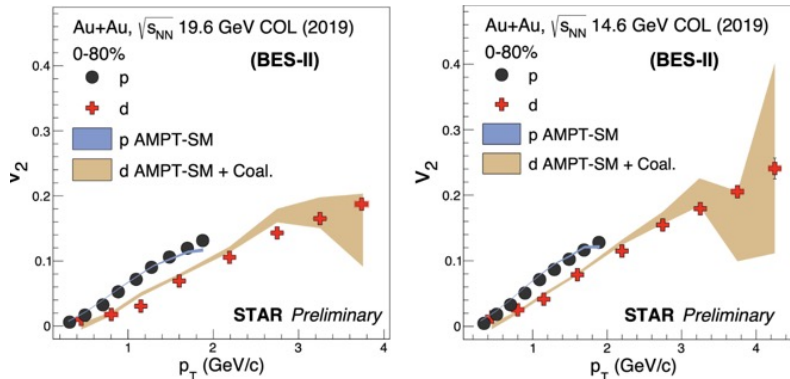 Au+Au, √sNN 19.6 GeV COL (2019)
0-80%
(BES-II)
p
d
p AMPT-SM
d AMPT-SM + Coal.
STAR Preliminary
v2
0.4
0.3
0.2
0.1
0
0
1
2
3
4
pT (GeV/c)
Au+Au, √sNN 14.6 GeV COL (2019)
0-80%
(BES-II)
p
d
p AMPT-SM
d AMPT-SM + Coal.
STAR Preliminary
v2
0.4
0.3
0.2
0.1
0
0
1
2
3
4
pT (GeV/c)